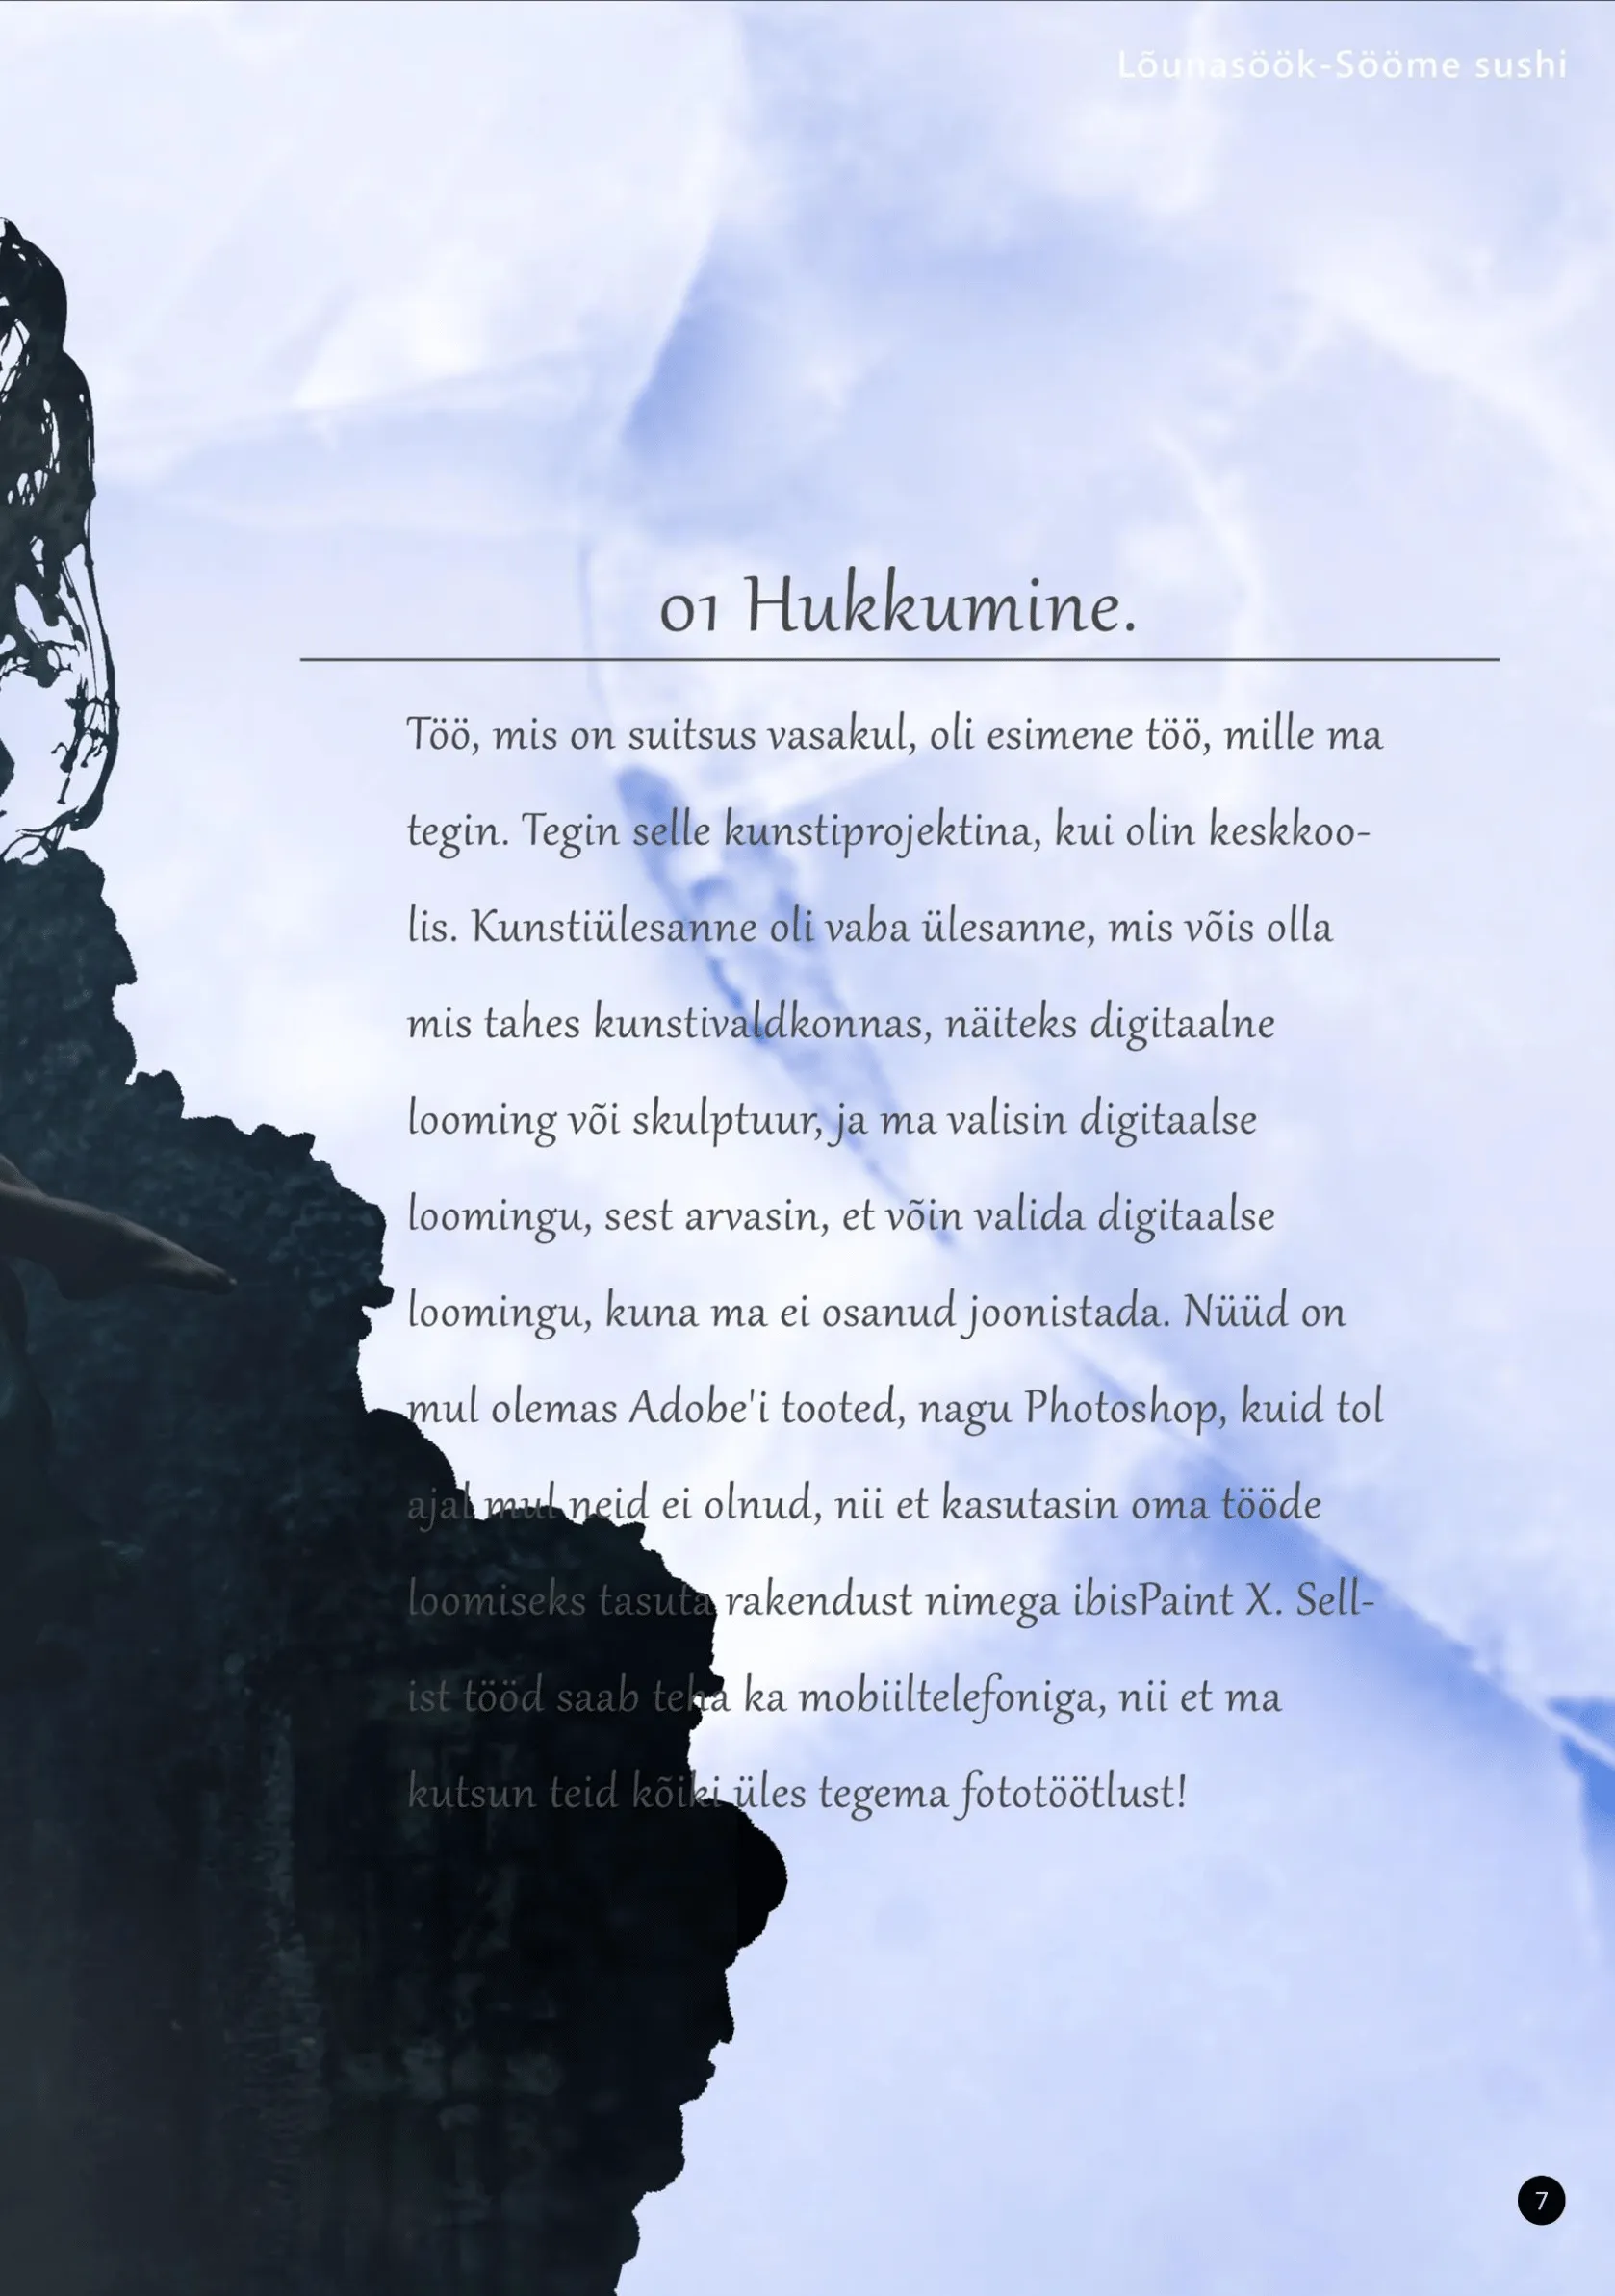 Lõunasöök-Sööme sushi
01 Hukkumine.
Töö, mis on suitsus vasakul, oli esimene töö, mille ma
tegin. Tegin selle kunstiprojektina, kui olin keskkoo-
lis. Kunstiülesanne oli vaba ülesanne, mis võis olla
mis tahes kunstivaldkonnas, näiteks digitaalne
looming või skulptuur, ja ma valisin digitaalse
loomingu, sest arvasin, et võin valida digitaalse
loomingu, kuna ma ei osanud joonistada. Nüüd on
mul olemas Adobe'i tooted, nagu Photoshop, kuid tol
ajal mul neid ei olnud, nii et kasutasin oma tööde
loomiseks tasuta rakendust nimega ibisPaint X. Sell-
ist tööd saab teha ka mobiiltelefoniga, nii et ma
kutsun teid kõiki üles tegema fototöötlust!
7